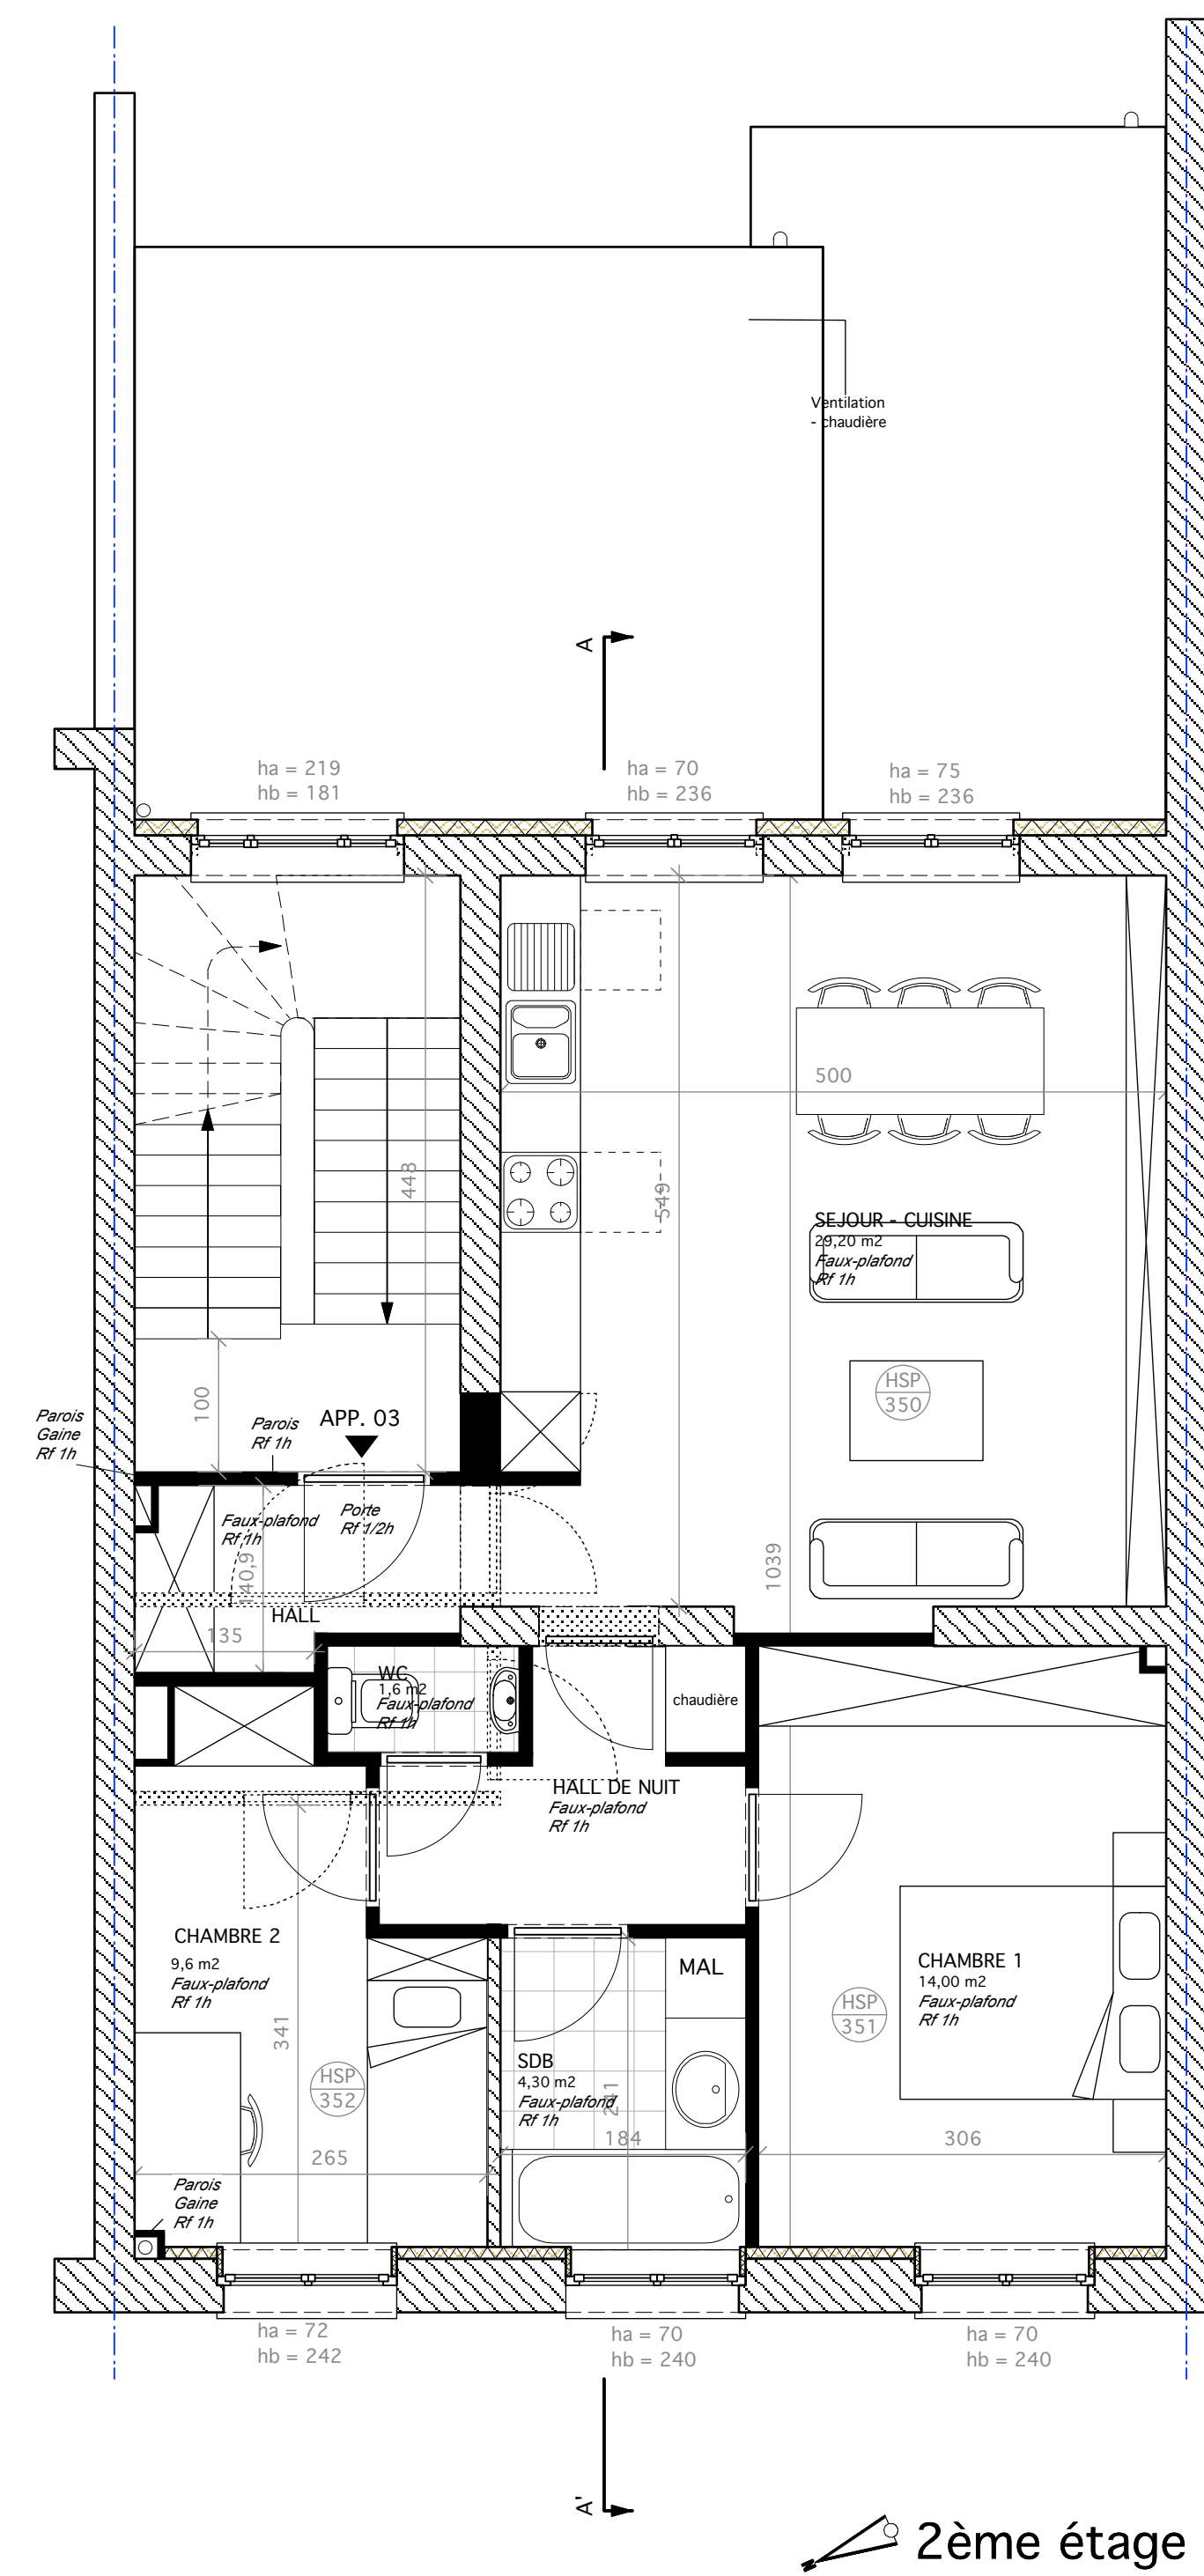 Ventilation
- chaudière
A
ha = 219
hb = 181
ha = 70
hb = 236
ha = 75
hb = 236
500
448
549
SEJOUR - CUISINE
29,20 m2
Faux-plafond
Rf 1h
HSP
350
100
Parois
Gaine
Rf 1h
Parois
Rf 1h
APP. 03
Porte
Rf 1/2h
Faux-plafond
Rf 1h
140,9
1039
HALL
135
WC
1,6 m2
Faux-plafond
Rf 1h
chaudière
HALL DE NUIT
Faux-plafond
Rf 1h
CHAMBRE 2
9,6 m2
Faux-plafond
Rf 1h
MAL
CHAMBRE 1
14,00 m2
Faux-plafond
Rf 1h
HSP
351
341
HSP
352
SDB
4,30 m2
Faux-plafond
Rf 1h
241
184
306
265
Parois
Gaine
Rf 1h
ha = 72
hb = 242
ha = 70
hb = 240
ha = 70
hb = 240
A'
N
2ème étage